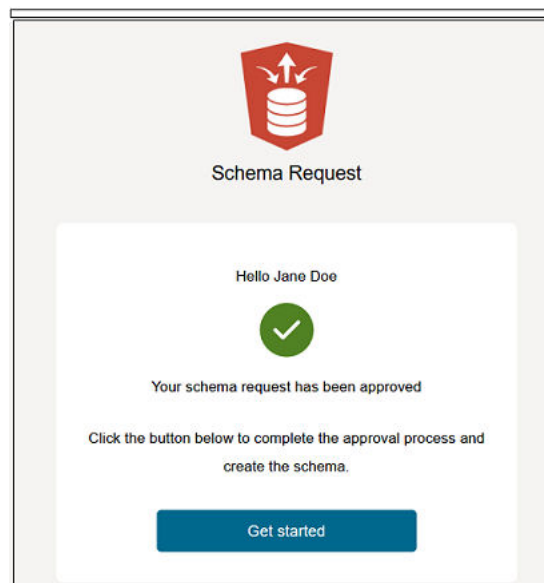 Schema Request
Hello Jane Doe
Your schema request has been approved
Click the button below to complete the approval process and
create the schema.
Get started